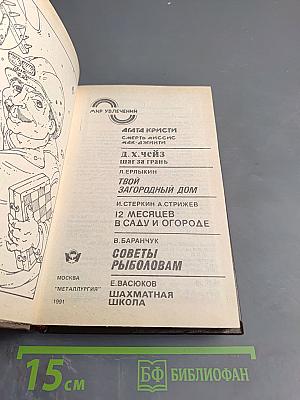 МИР УВЛЕЧЕНИЙ
АГАТА КРИСТИ
СМЕРТЬ МИССИС
МАК-ДЖИНТИ
Д.Х.ЧЕЙЗ
ШАГ ЗА ГРАНЬ
Л.ЕРЛЫКИН
ТВОЙ
ЗАГОРОДНЫЙ ДОМ
И.СТЕРКИН А.СТРИЖЕВ
12 МЕСЯЦЕВ
В САДУ И ОГОРОДЕ
В.БАРАНЧУК
СОВЕТЫ
РЫБОЛОВАМ
Е.ВАСЮКОВ
ШАХМАТНАЯ
ШКОЛА
МОСКВА
"МЕТАЛЛУРГИЯ"
1991
15 см
БФ БИБЛИОФАН